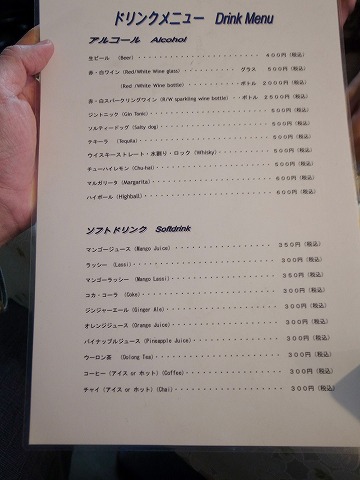 ドリンクメニュー Drink Menu
アルコール Alcohol
生ビール (Beer) ・・・・・・・・・・・・・・・・・・・・・・・ 400円（税込）
赤・白ワイン (Red/White Wine glass) ・・・・・・・・・・・・ グラス 500円（税込）
(Red /White Wine bottle) ・・・・・・・・・・・・ボトル 2000円（税込）
赤・白スパークリングワイン (R/W sparkling wine bottle) ・・ボトル 2500円（税込）
ジントニック (Gin Tonic) ・・・・・・・・・・・・・・・・・・・・・500円（税込）
ソルティードッグ (Salty dog) ・・・・・・・・・・・・・・・・・・・500円（税込）
テキーラ (Tequila) ・・・・・・・・・・・・・・・・・・・・・500円（税込）
ウイスキーストレート・水割り・ロック (Whisky) ・・・・・・・・・・・500円（税込）
チューハイレモン (Chu-hai) ・・・・・・・・・・・・・・・・・・・・500円（税込）
マルガリータ (Margarita) ・・・・・・・・・・・・・・・・・・・・・600円（税込）
ハイボール (Highball) ・・・・・・・・・・・・・・・・・・・・・・600円（税込）
ソフトドリンク Softdrink
マンゴージュース (Mango Juice) ・・・・・・・・・・・・・・・・・・ 350円（税込）
ラッシー (Lassi) ・・・・・・・・・・・・・・・・・・・・・・・・ 300円（税込）
マンゴーラッシー (Mango Lassi) ・・・・・・・・・・・・・・・・・・ 350円（税込）
コカ・コーラ (Coke) ・・・・・・・・・・・・・・・・・・・・・・・ 300円（税込）
ジンジャーエール (Ginger Ale) ・・・・・・・・・・・・・・・・・・・ 300円（税込）
オレンジジュース (Orange Juice) ・・・・・・・・・・・・・・・・・・ 300円（税込）
パイナップルジュース (Pineapple Juice) ・・・・・・・・・・・・・・・ 300円（税込）
ウーロン茶 (Oolong Tea) ・・・・・・・・・・・・・・・・・・・・・ 300円（税込）
コーヒー (アイス or ホット) (Coffee) ・・・・・・・・・・・・・・・・ 300円（税込）
チャイ (アイス or ホット) (Chai) ・・・・・・・・・・・・・・・・・・ 300円（税込）